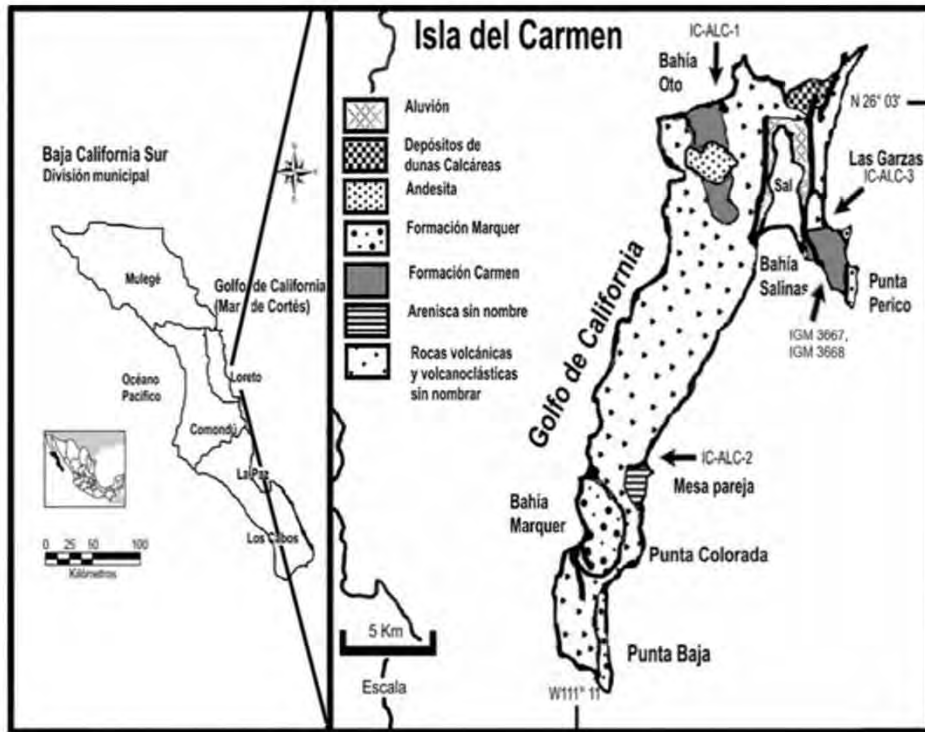 Baja California Sur
División municipal
Mulegé
Golfo de California
(Mar de Cortés)
Océano
Pacífico
Loreto
Comondú
La Paz
Los Cabos
0 25 50 100
Kilómetros
Isla del Carmen
Aluvión
Depósitos de
dunas Calcáreas
Andesita
Formación Marquer
Formación Carmen
Arenisca sin nombre
Rocas volcánicas
y volcanoclásticas
sin nombrar
5 Km
Escala
IC-ALC-1
Bahía
Oto
N 26° 03'
Las Garzas
IC-ALC-3
Sal
Bahía
Salinas
Punta
Perico
IGM 3667,
IGM 3668
Golfo de California
IC-ALC-2
Mesa pareja
Bahía
Marquer
Punta Colorada
Punta Baja
W111° 11'